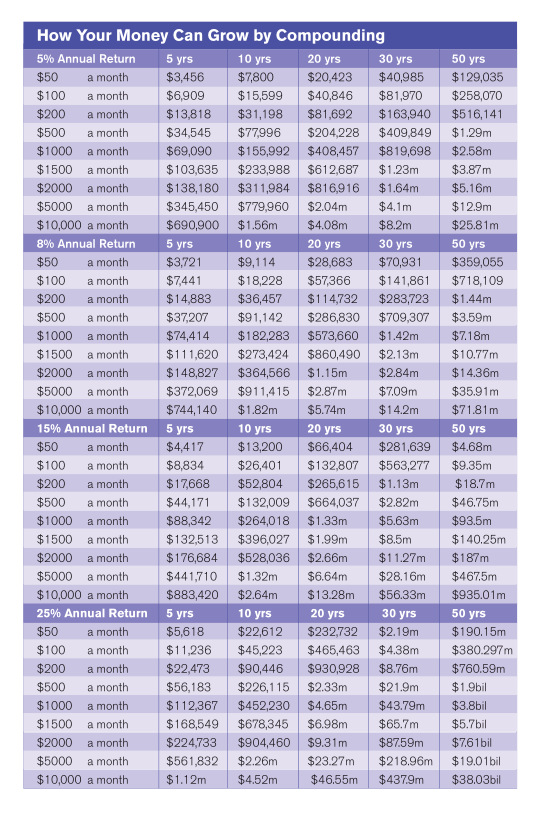 How Your Money Can Grow by Compounding
5% Annual Return 5 yrs 10 yrs 20 yrs 30 yrs 50 yrs
$50 a month $3,456 $7,800 $20,423 $40,985 $129,035
$100 a month $6,909 $15,599 $40,846 $81,970 $258,070
$200 a month $13,818 $31,198 $81,692 $163,940 $516,141
$500 a month $34,545 $77,996 $204,228 $409,849 $1.29m
$1000 a month $69,090 $155,992 $408,457 $819,698 $2.58m
$1500 a month $103,635 $233,988 $612,687 $1.23m $3.87m
$2000 a month $138,180 $311,984 $816,916 $1.64m $5.16m
$5000 a month $345,450 $779,960 $2.04m $4.1m $12.9m
$10,000 a month $690,900 $1.56m $4.08m $8.2m $25.81m
8% Annual Return 5 yrs 10 yrs 20 yrs 30 yrs 50 yrs
$50 a month $3,721 $9,114 $28,683 $70,931 $359,055
$100 a month $7,441 $18,228 $57,366 $141,861 $718,109
$200 a month $14,883 $36,457 $114,732 $283,723 $1.44m
$500 a month $37,207 $91,142 $286,830 $709,307 $3.59m
$1000 a month $74,414 $182,283 $573,660 $1.42m $7.18m
$1500 a month $111,620 $273,424 $860,490 $2.13m $10.77m
$2000 a month $148,827 $364,566 $1.15m $2.84m $14.36m
$5000 a month $372,069 $911,415 $2.87m $7.09m $35.91m
$10,000 a month $744,140 $1.82m $5.74m $14.2m $71.81m
15% Annual Return 5 yrs 10 yrs 20 yrs 30 yrs 50 yrs
$50 a month $4,417 $13,200 $66,404 $281,639 $4.68m
$100 a month $8,834 $26,401 $132,807 $563,277 $9.35m
$200 a month $17,668 $52,804 $265,615 $1.13m $18.7m
$500 a month $44,171 $132,009 $664,037 $2.82m $46.75m
$1000 a month $88,342 $264,018 $1.33m $5.63m $93.5m
$1500 a month $132,513 $396,027 $1.99m $8.5m $140.25m
$2000 a month $176,684 $528,036 $2.66m $11.27m $187m
$5000 a month $441,710 $1.32m $6.64m $28.16m $467.5m
$10,000 a month $883,420 $2.64m $13.28m $56.33m $935.01m
25% Annual Return 5 yrs 10 yrs 20 yrs 30 yrs 50 yrs
$50 a month $5,618 $22,612 $232,732 $2.19m $190.15m
$100 a month $11,236 $45,223 $465,463 $4.38m $380.297m
$200 a month $22,473 $90,446 $930,928 $8.76m $760.59m
$500 a month $56,183 $226,115 $2.33m $21.9m $1.9bil
$1000 a month $112,367 $452,230 $4.65m $43.79m $3.8bil
$1500 a month $168,549 $678,345 $6.98m $65.7m $5.7bil
$2000 a month $224,733 $904,460 $9.31m $87.59m $7.61bil
$5000 a month $561,832 $2.26m $23.27m $218.96m $19.01bil
$10,000 a month $1.12m $4.52m $46.55m $437.9m $38.03bil